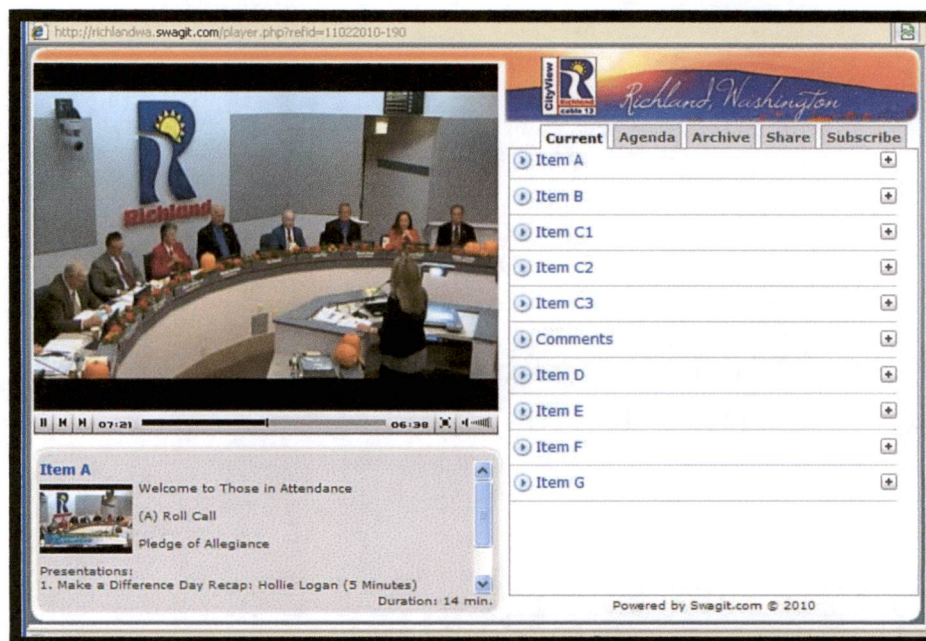 http://richlandwa.swagit.com/player.php?refid=11022010-190
Richland
07:21
06:38
Item A
Welcome to Those in Attendance
(A) Roll Call
Pledge of Allegiance
Presentations:
1. Make a Difference Day Recap: Hollie Logan (5 Minutes)
Duration: 14 min.
CityView
Richland
cable 13
Richland, Washington
Current Agenda Archive Share Subscribe
Item A
Item B
Item C1
Item C2
Item C3
Comments
Item D
Item E
Item F
Item G
Powered by Swagit.com © 2010